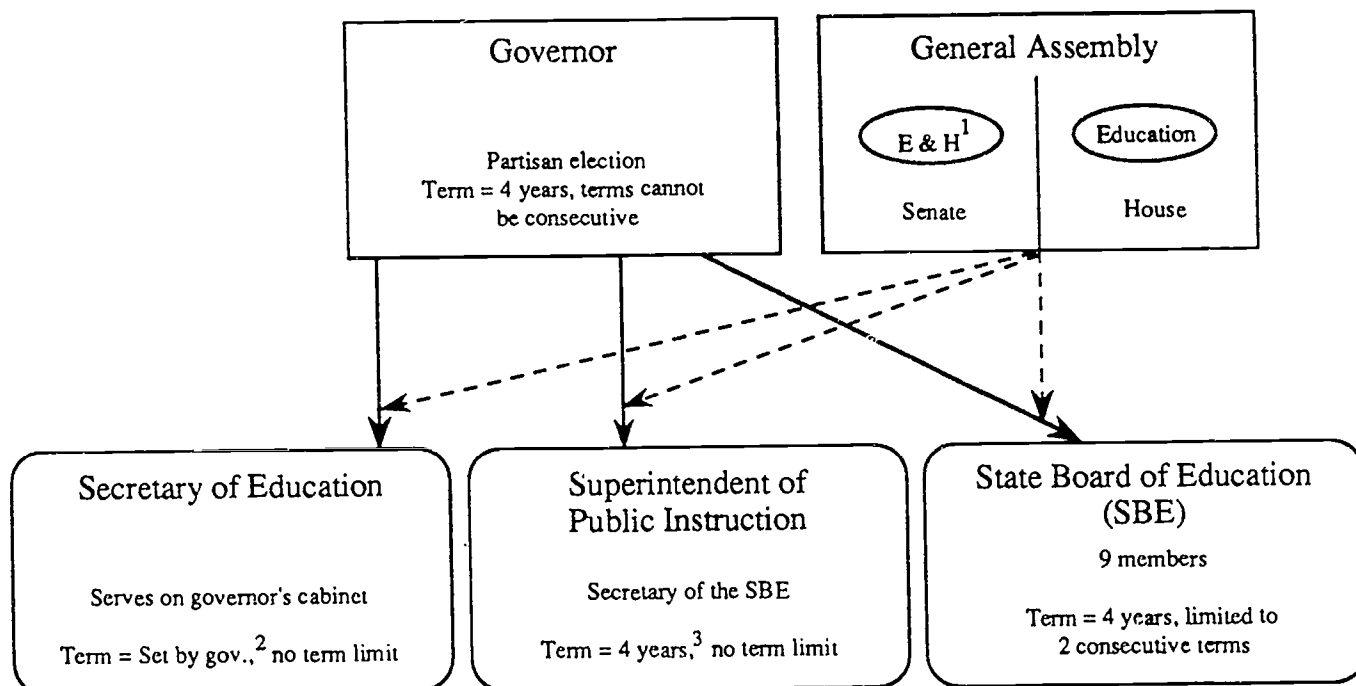 Governor
Partisan election
Term = 4 years, terms cannot
be consecutive
General Assembly
E & H1
Senate
Education
House
Secretary of Education
Serves on governor's cabinet
Term = Set by gov.,2 no term limit
Superintendent of
Public Instruction
Secretary of the SBE
Term = 4 years,3 no term limit
State Board of Education
(SBE)
9 members
Term = 4 years, limited to
2 consecutive terms